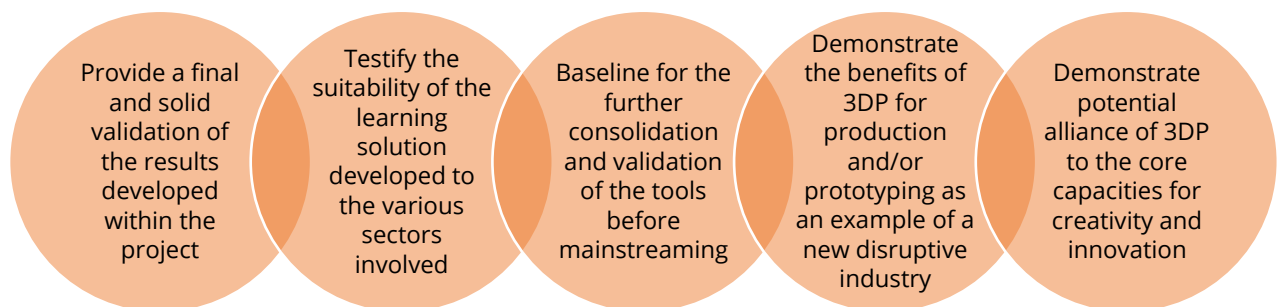 Provide a final
and solid
validation of
the results
developed
within the
project
Testify the
suitability of the
learning
solution
developed to
the various
sectors
involved
Baseline for the
further
consolidation
and validation
of the tools
before
mainstreaming
Demonstrate
the benefits of
3DP for
production
and/or
prototyping as
an example of a
new disruptive
industry
Demonstrate
potential
alliance of 3DP
to the core
capacities for
creativity and
innovation